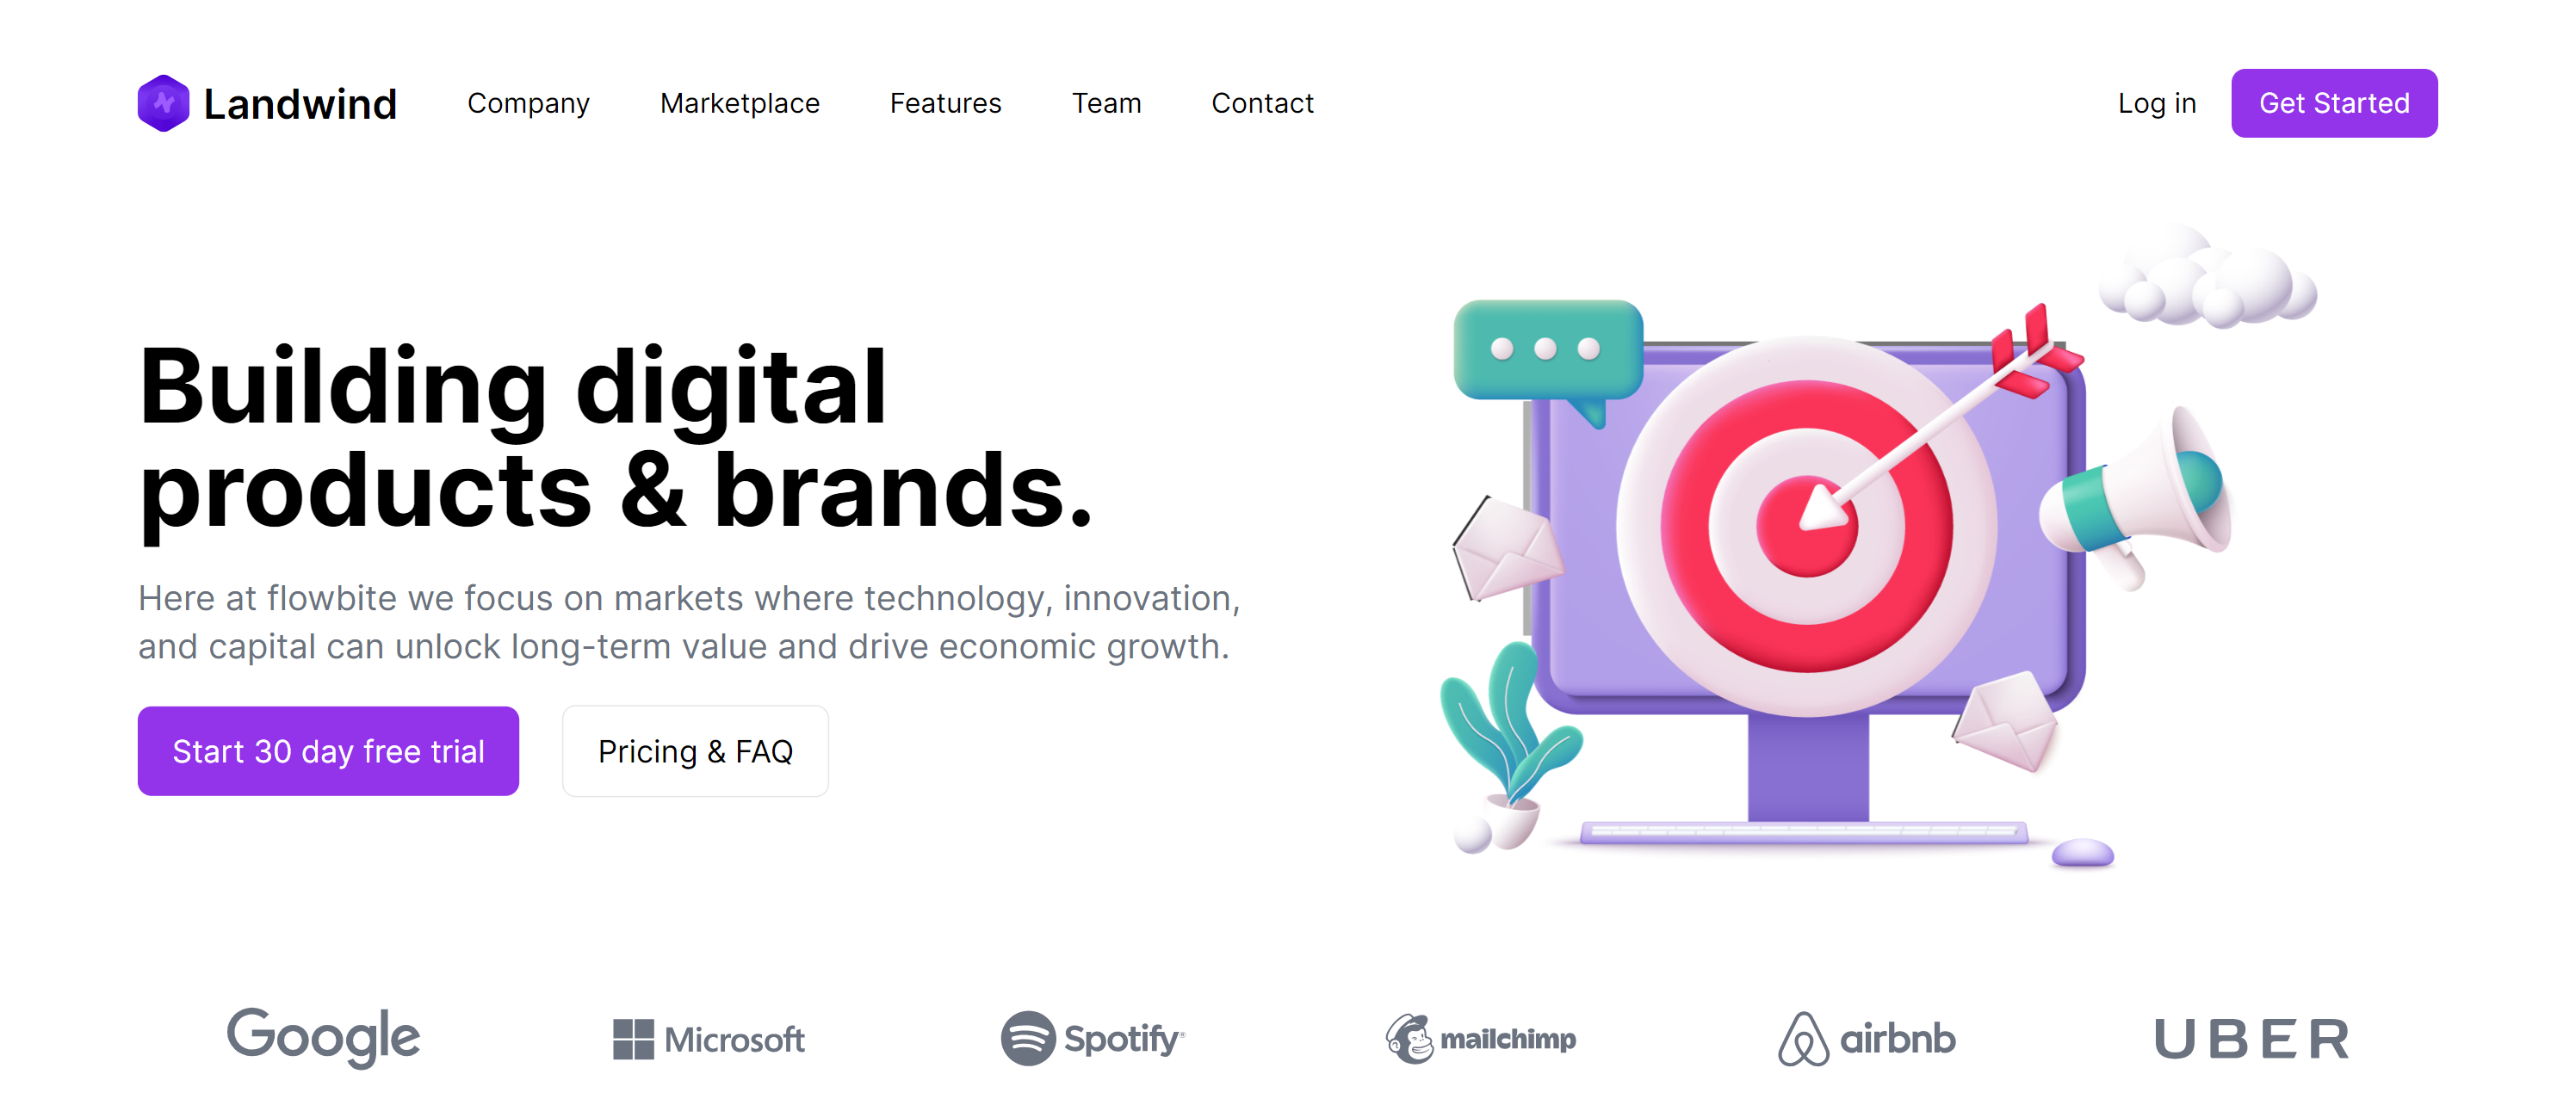 Landwind
Company
Marketplace
Features
Team
Contact
Log in
Get Started
Building digital
products & brands.
Here at flowbite we focus on markets where technology, innovation,
and capital can unlock long-term value and drive economic growth.
Start 30 day free trial
Pricing & FAQ
Google
Microsoft
Spotify®
mailchimp
airbnb
UBER